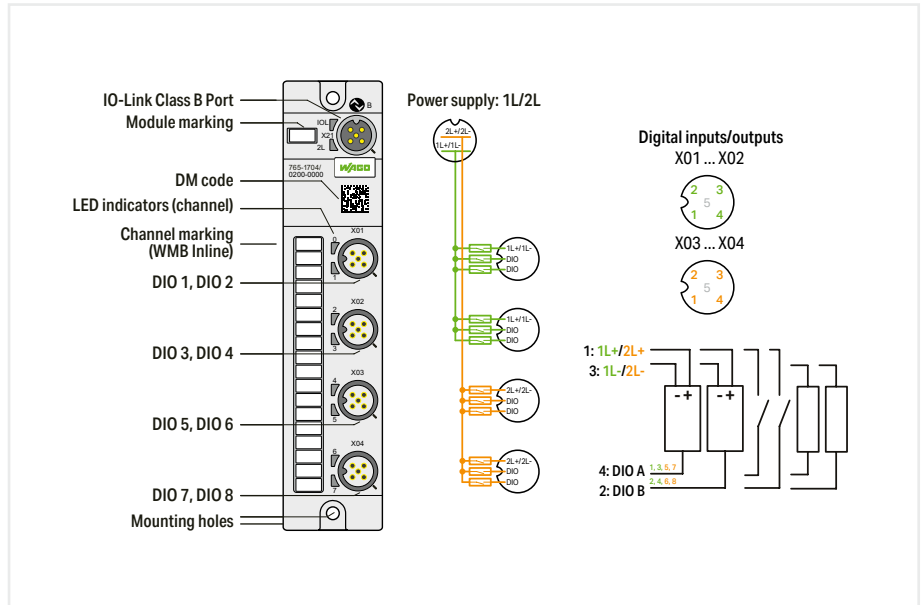 IO-Link Class B Port
Module marking
DM code
LED indicators (channel)
Channel marking
(WMB Inline)
DIO 1, DIO 2
DIO 3, DIO 4
DIO 5, DIO 6
DIO 7, DIO 8
Mounting holes
B
IOL
X21
2L
WAGO
765-1704/
0200-0000
X01
0
1
X02
2
3
X03
4
5
X04
6
7
Power supply: 1L/2L
2L+/2L-
1L+/1L-
1L+/1L-
DIO
DIO
1L+/1L-
DIO
DIO
2L+/2L-
DIO
DIO
2L+/2L-
DIO
DIO
Digital inputs/outputs
X01 ... X02
2 3
5
1 4
X03 ... X04
2 3
5
1 4
1: 1L+/2L+
3: 1L-/2L-
- + - +
4: DIO A 1, 3, 5, 7
2: DIO B 2, 4, 6, 8